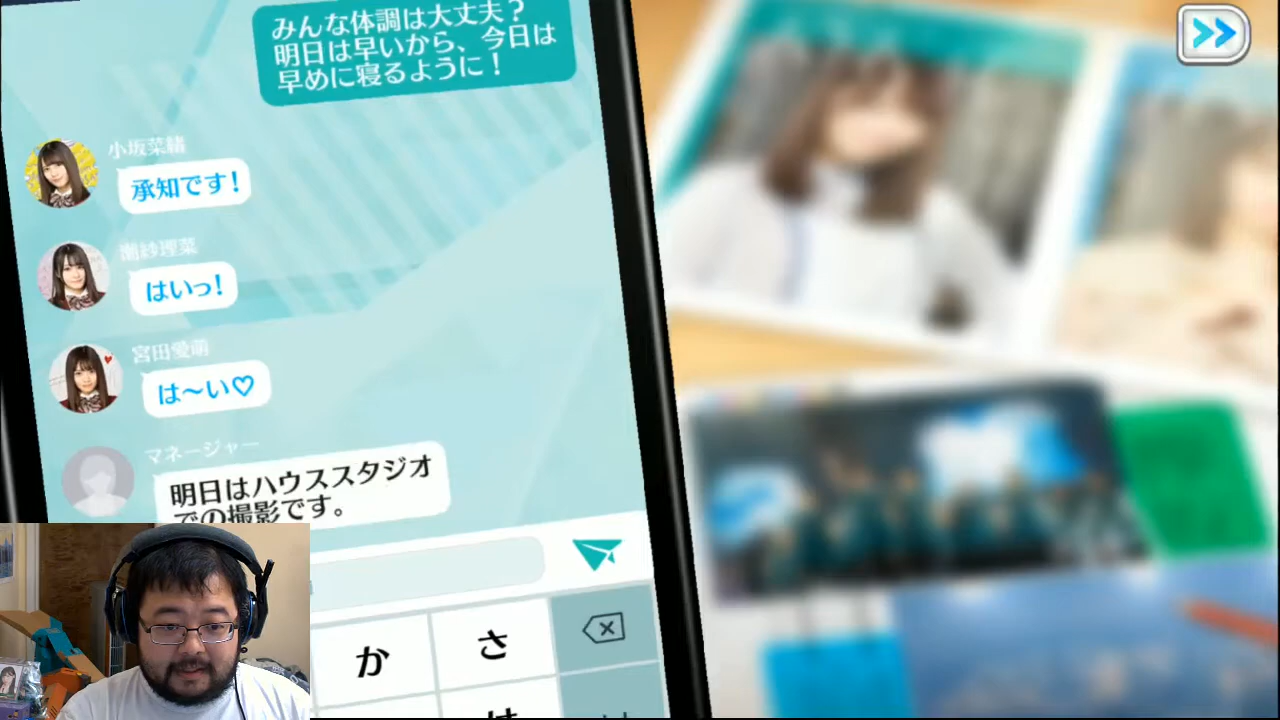 みんな体調は大丈夫？
明日は早いから、今日は
早めに寝るように！
小坂菜緒
承知です！
潮紗理菜
はいっ！
宮田愛萌
は〜い♡
マネージャー
明日はハウススタジオ
での撮影です。
か
さ